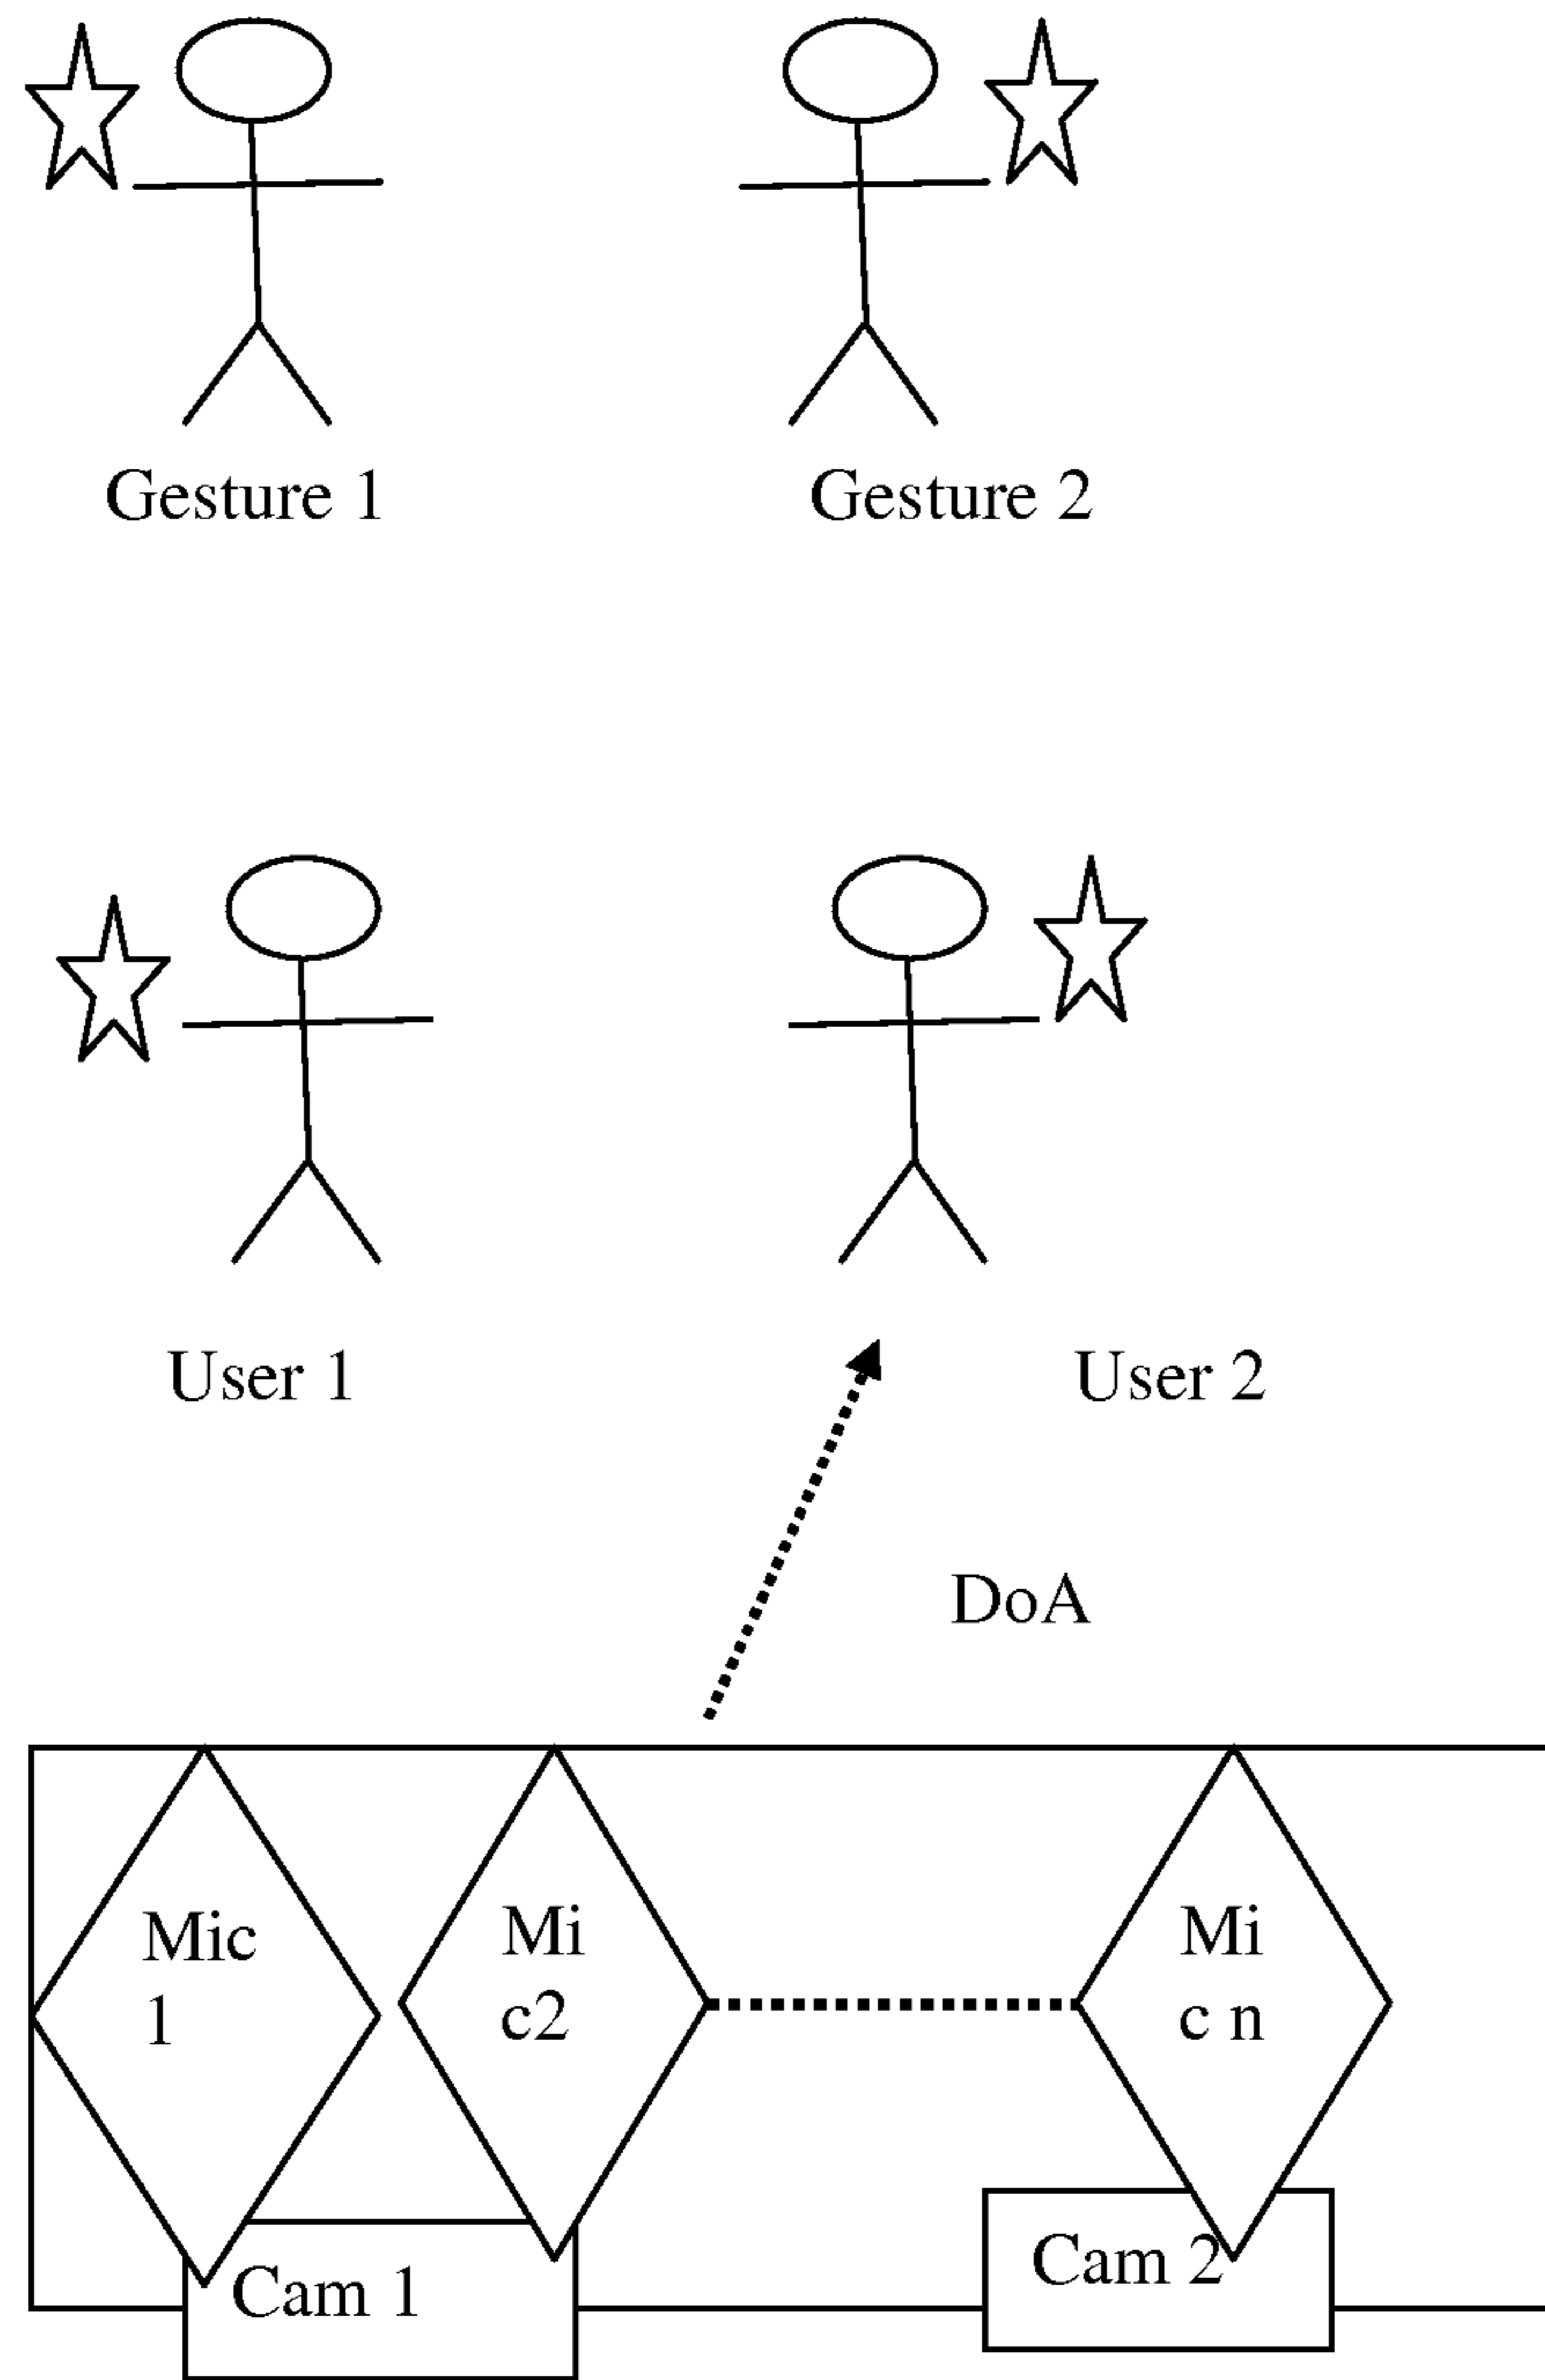 Gesture 1
Gesture 2
User 1
User 2
DoA
Mic
1
Mi
c2
Mi
c n
Cam 1
Cam 2